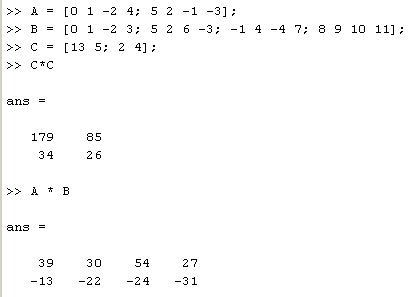 >> A = [0 1 -2 4; 5 2 -1 -3];
>> B = [0 1 -2 3; 5 2 6 -3; -1 4 -4 7; 8 9 10 11];
>> C = [13 5; 2 4];
>> C*C
ans =
179 85
34 26
>> A * B
ans =
39 30 54 27
-13 -22 -24 -31